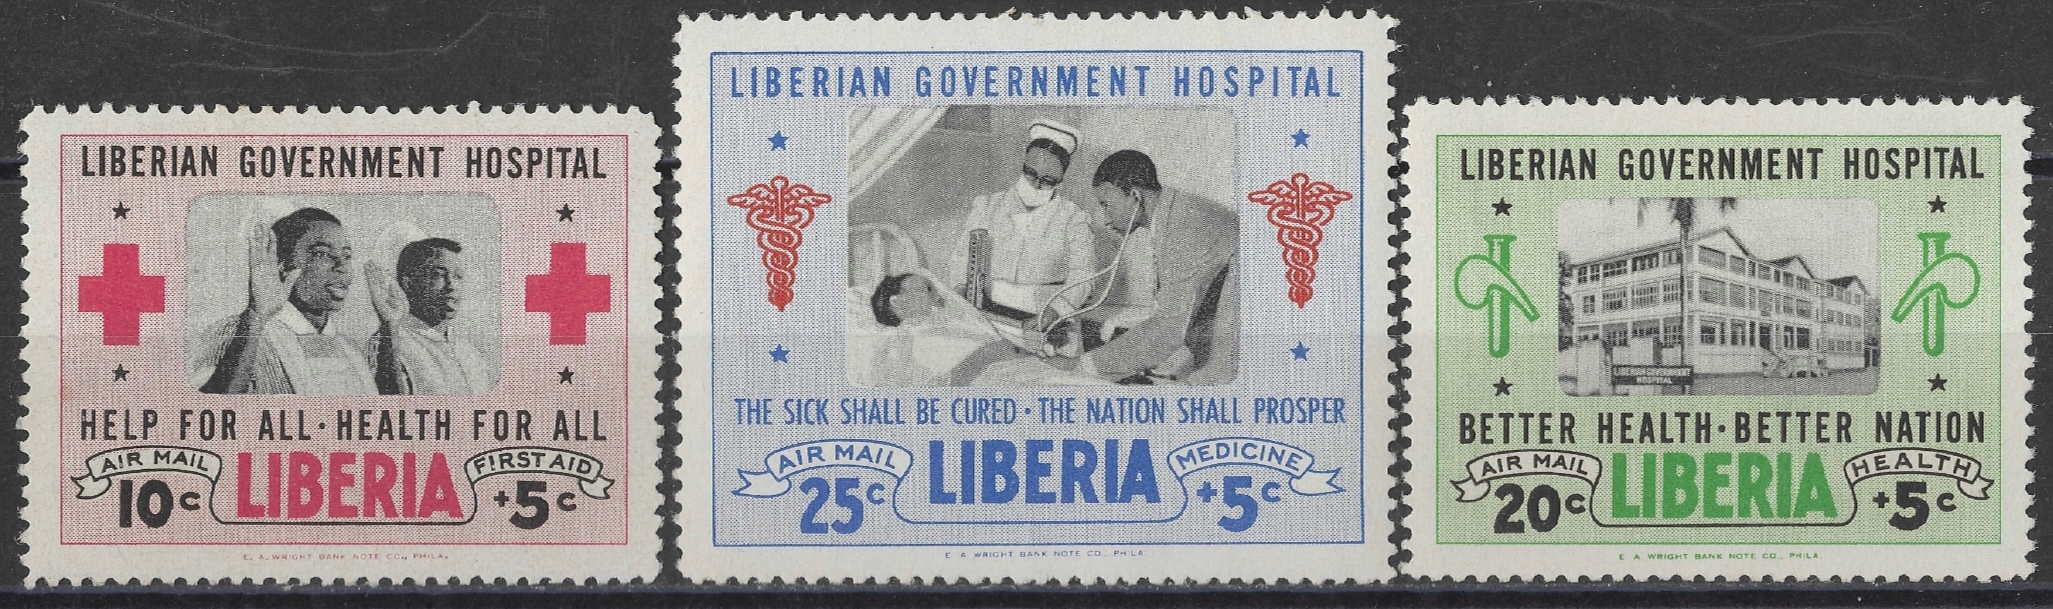 LIBERIAN GOVERNMENT HOSPITAL
HELP FOR ALL · HEALTH FOR ALL
AIR MAIL
FIRST AID
10c
LIBERIA
+5c
E. A. WRIGHT BANK NOTE CO., PHILA.
LIBERIAN GOVERNMENT HOSPITAL
THE SICK SHALL BE CURED · THE NATION SHALL PROSPER
AIR MAIL
MEDICINE
25c
LIBERIA
+5c
E. A. WRIGHT BANK NOTE CO., PHILA.
LIBERIAN GOVERNMENT HOSPITAL
LIBERIAN GOVERNMENT
HOSPITAL
BETTER HEALTH · BETTER NATION
AIR MAIL
HEALTH
20c
LIBERIA
+5c
E. A. WRIGHT BANK NOTE CO., PHILA.